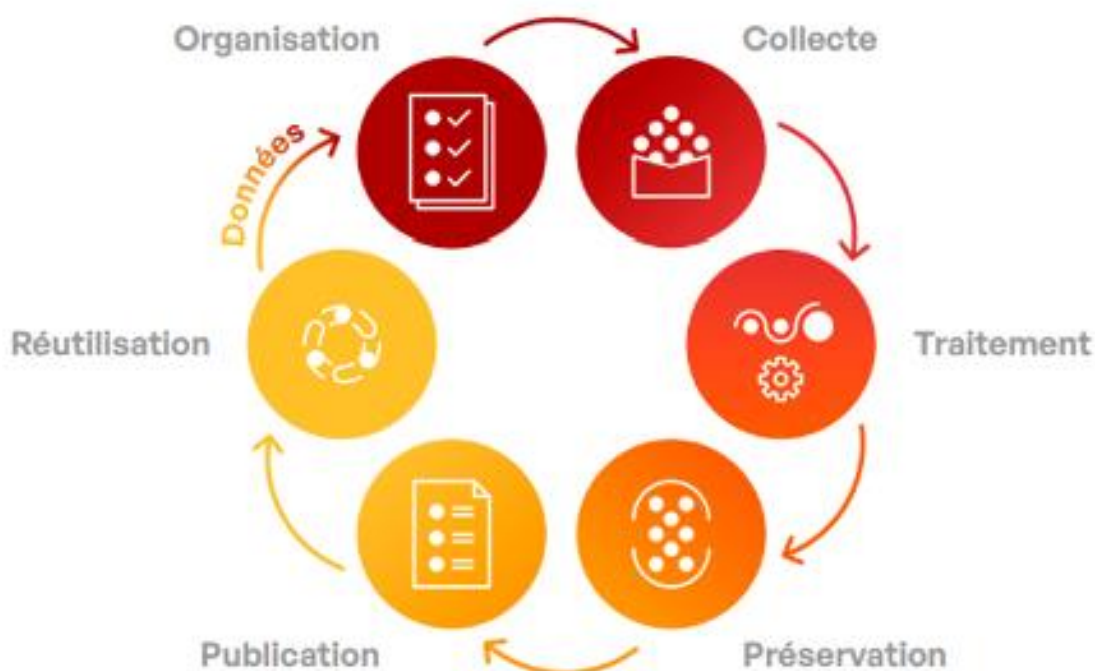 Organisation
Collecte
Données
Réutilisation
Traitement
Publication
Préservation